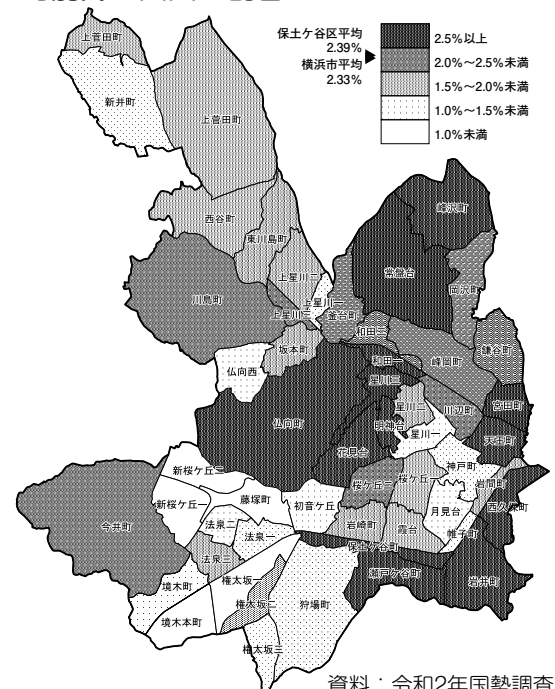 保土ケ谷区平均
2.39%
横浜市平均
2.33%
2.5%以上
2.0%～2.5%未満
1.5%～2.0%未満
1.0%～1.5%未満
1.0%未満
上菅田町
新井町
上菅田町
峰沢町
西谷町
東川島町
常盤台
上星川二
岡沢町
川島町
上星川一
上星川三
釜台町
和田二
鎌谷町
坂本町
和田一
峰岡町
仏向西
星川三
宮田町
星川二
川辺町
仏向町
明神台
星川一
天王町
花見台
神戸町
新桜ケ丘二
桜ケ丘二
桜ケ丘一
岩間町
西久保町
新桜ケ丘一
藤塚町
初音ケ丘
月見台
今井町
法泉二
法泉一
岩崎町
霞台
帷子町
法泉三
保土ケ谷町
境木町
権太坂一
瀬戸ケ谷町
岩井町
権太坂二
狩場町
境木本町
権太坂三
資料：令和2年国勢調査